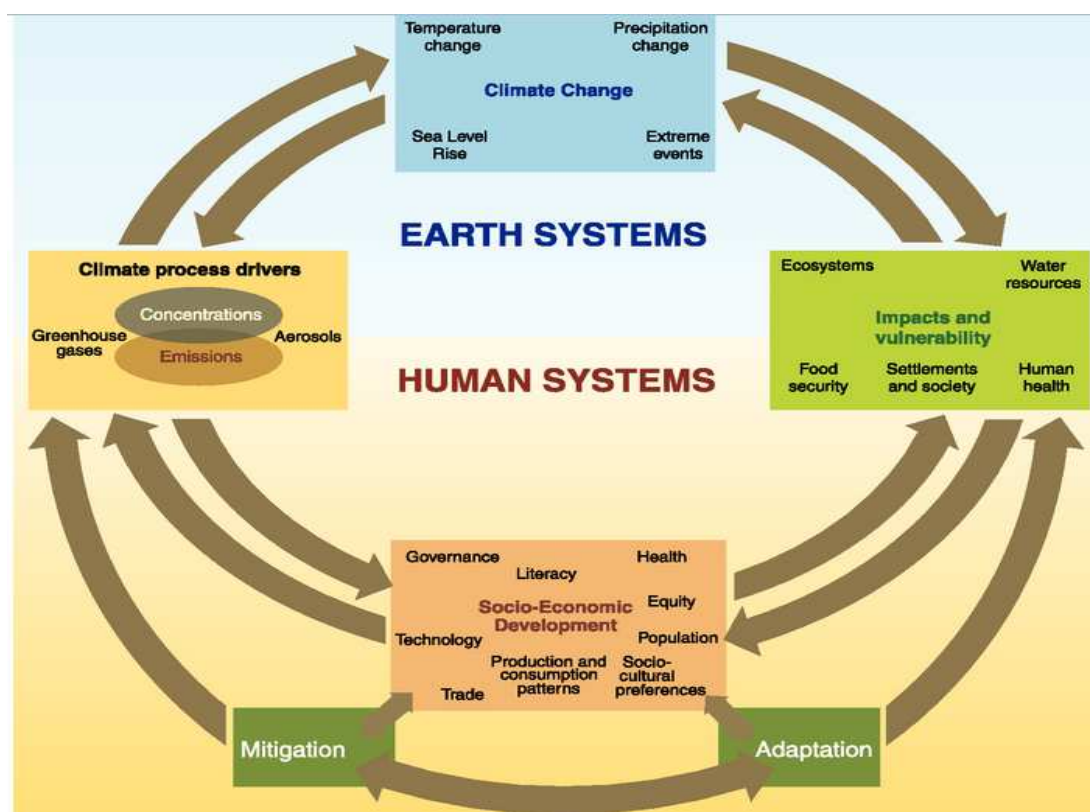 Temperature
change
Precipitation
change
Climate Change
Sea Level
Rise
Extreme
events
EARTH SYSTEMS
Climate process drivers
Concentrations
Greenhouse
gases
Aerosols
Emissions
Ecosystems
Water
resources
Impacts and
vulnerability
Food
security
Settlements
and society
Human
health
HUMAN SYSTEMS
Governance
Literacy
Health
Socio-Economic
Development
Equity
Technology
Population
Production and
consumption
patterns
Socio-
cultural
preferences
Trade
Mitigation
Adaptation